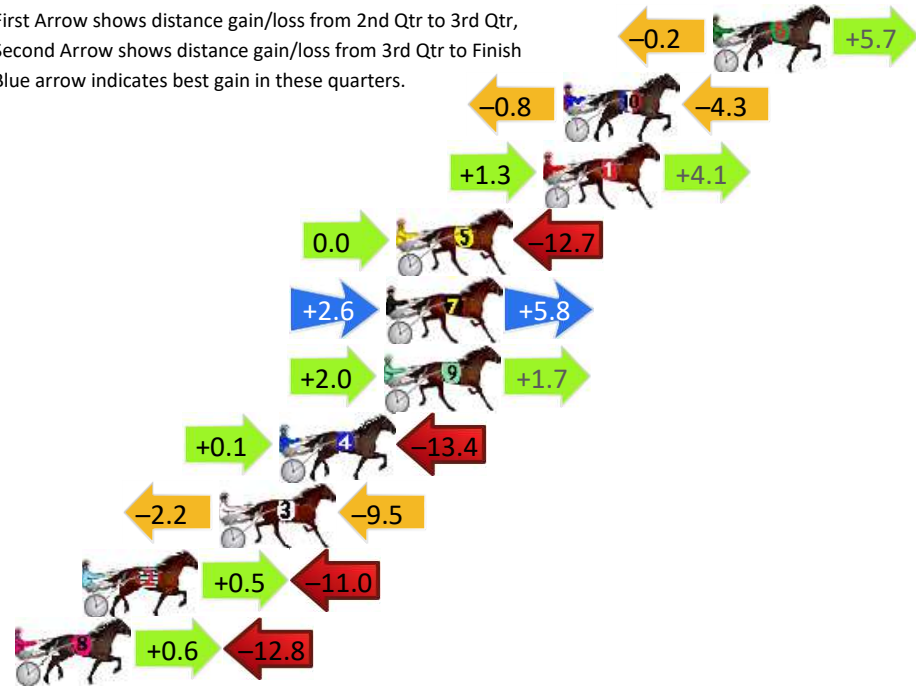 First Arrow shows distance gain/loss from 2nd Qtr to 3rd Qtr,
Second Arrow shows distance gain/loss from 3rd Qtr to Finish
Blue arrow indicates best gain in these quarters.
−0.2 6 +5.7
−0.8 10 −4.3
+1.3 1 +4.1
0.0 5 −12.7
+2.6 7 +5.8
+2.0 9 +1.7
+0.1 4 −13.4
−2.2 3 −9.5
2 +0.5 −11.0
8 +0.6 −12.8